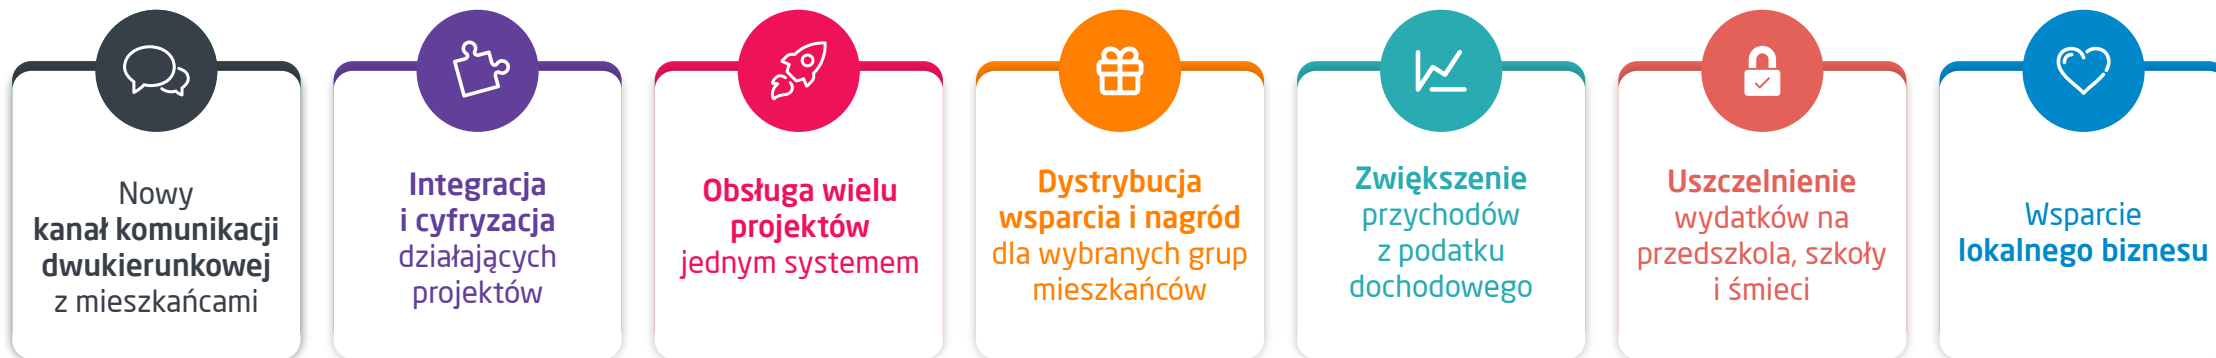 Nowy
kanał komunikacji
dwukierunkowej
z mieszkańcami
Integracja
i cyfryzacja
działających
projektów
Obsługa wielu
projektów
jednym systemem
Dystrybucja
wsparcia i nagród
dla wybranych grup
mieszkańców
Zwiększenie
przychodów
z podatku
dochodowego
Uszczelnienie
wydatków na
przedszkola, szkoły
i śmieci
Wsparcie
lokalnego biznesu